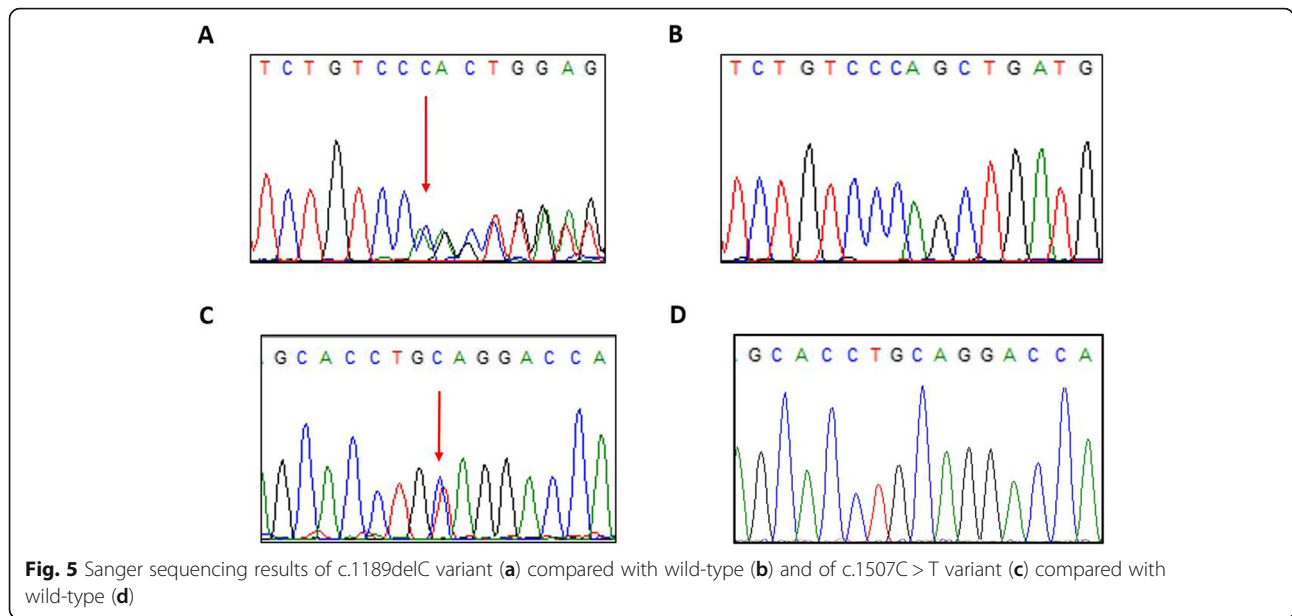 A
B
T C T G T C C C A C T G G A G
T C T G T C C C A G C T G A T G
C
D
G C A C C T G C A G G A C C A
G C A C C T G C A G G A C C A
Fig. 5 Sanger sequencing results of c.1189delC variant (a) compared with wild-type (b) and of c.1507C > T variant (c) compared with
wild-type (d)